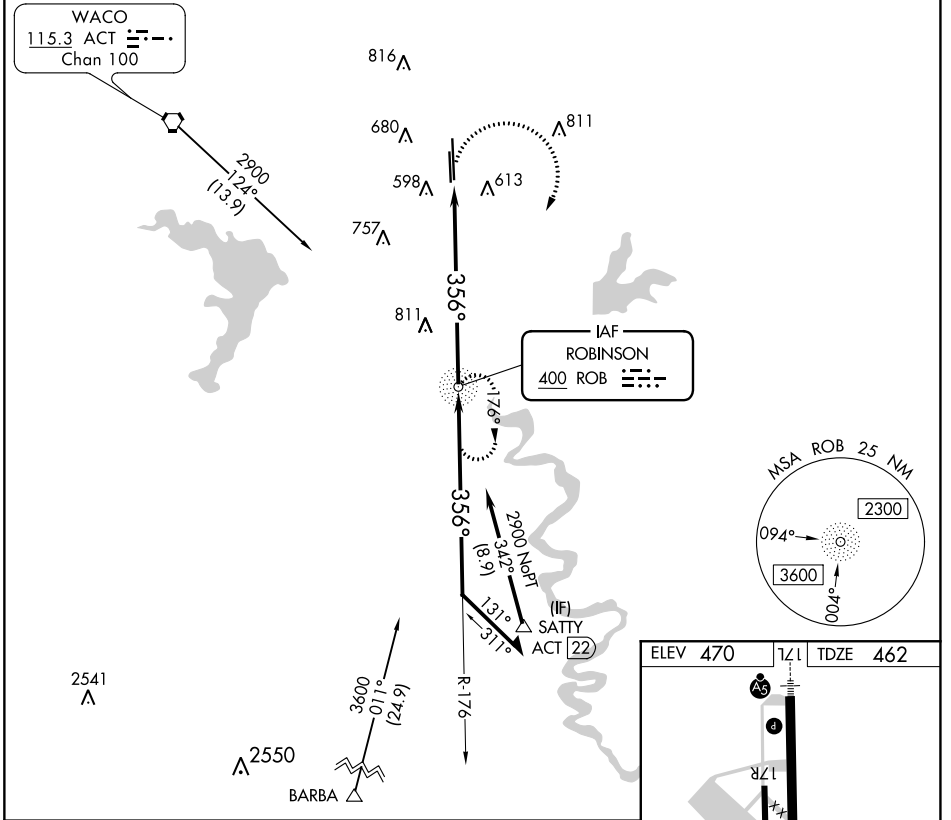 WACO
115.3 ACT
Chan 100
816
680
811
598
613
757
2900
124°
(13.9)
356°
811
IAF
ROBINSON
400 ROB
176°
356°
2900 NoPT
342°
(8.9)
131°
311°
(IF)
SATTY
ACT 22
R-176
MSA ROB 25 NM
2300
094°
3600
004°
2541
2550
3600
011°
(24.9)
BARBA
ELEV 470
17L
TDZE 462
A5
P
17R
X X